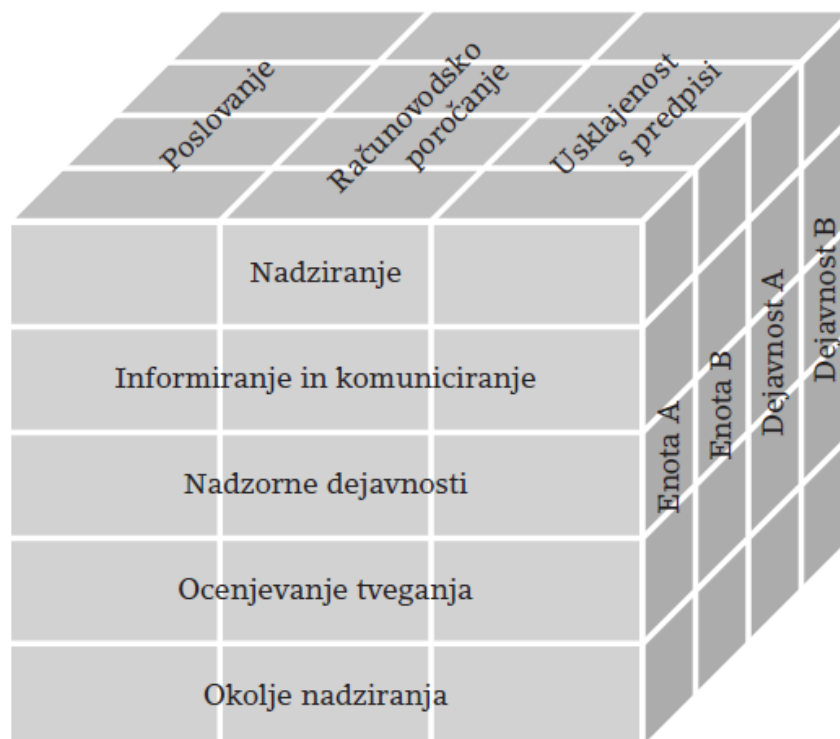 Poslovanje
Računovodsko
poročanje
Usklajenost
s predpisi
Nadziranje
Informiranje in komuniciranje
Nadzorne dejavnosti
Ocenjevanje tveganja
Okolje nadziranja
Enota A
Enota B
Dejavnost A
Dejavnost B